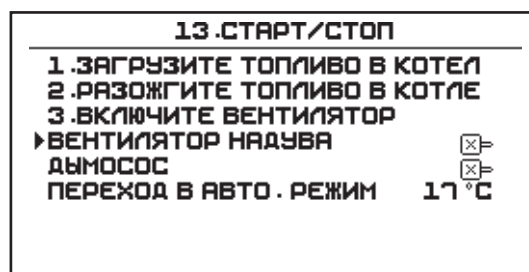 13.СТАРТ/СТОП
1.ЗАГРУЗИТЕ ТОПЛИВО В КОТЕЛ
2.РАЗОЖГИТЕ ТОПЛИВО В КОТЛЕ
3.ВКЛЮЧИТЕ ВЕНТИЛЯТОР
ВЕНТИЛЯТОР НАДУВА
ДЫМОСОС
ПЕРЕХОД В АВТО. РЕЖИМ 17°C